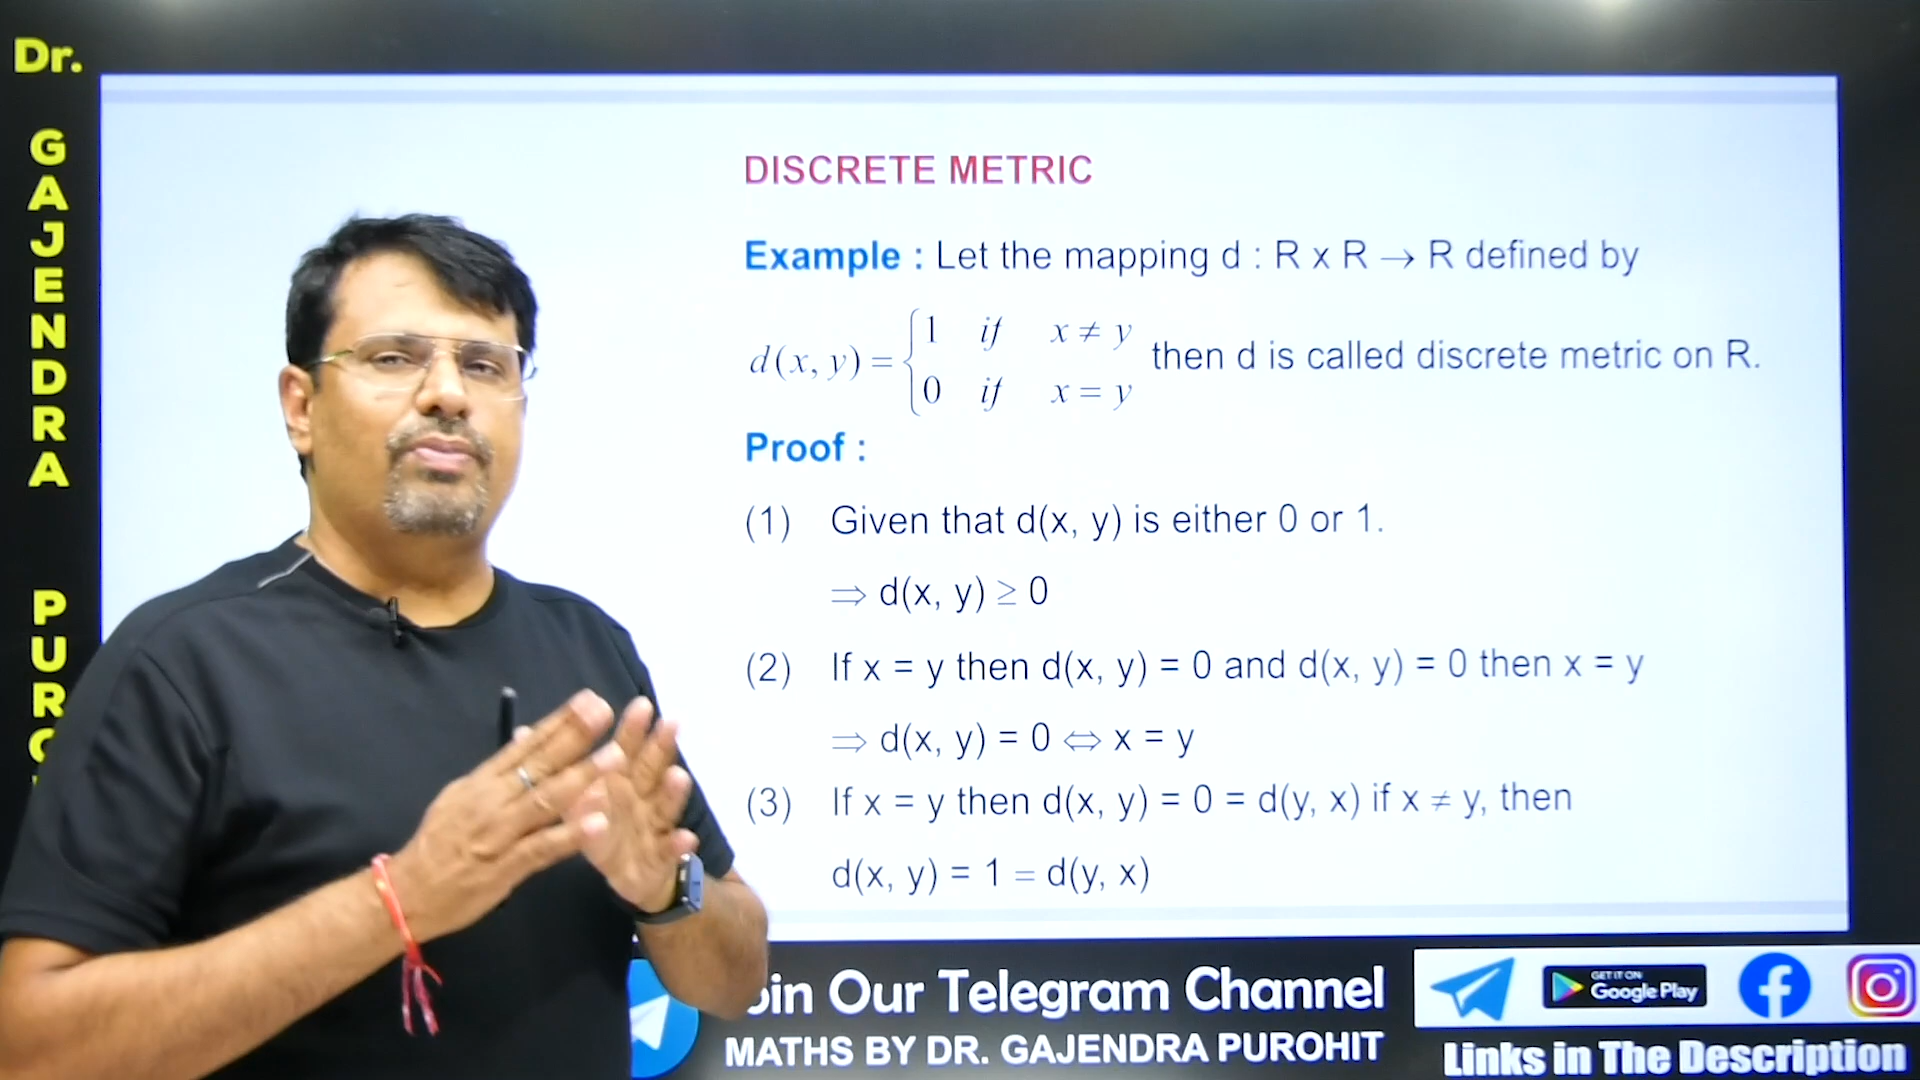 Dr.
GAJENDRA
DISCRETE METRIC
Example : Let the mapping d : R x R → R defined by
d(x, y) = { 1 if x ≠ y
0 if x = y then d is called discrete metric on R.
Proof :
(1) Given that d(x, y) is either 0 or 1.
⇒ d(x, y) ≥ 0
(2) If x = y then d(x, y) = 0 and d(x, y) = 0 then x = y
⇒ d(x, y) = 0 ⇔ x = y
(3) If x = y then d(x, y) = 0 = d(y, x) if x ≠ y, then
d(x, y) = 1 = d(y, x)
Our Telegram Channel
MATHS BY DR. GAJENDRA PUROHIT
GET IT ON
Google Play
Links in The Description